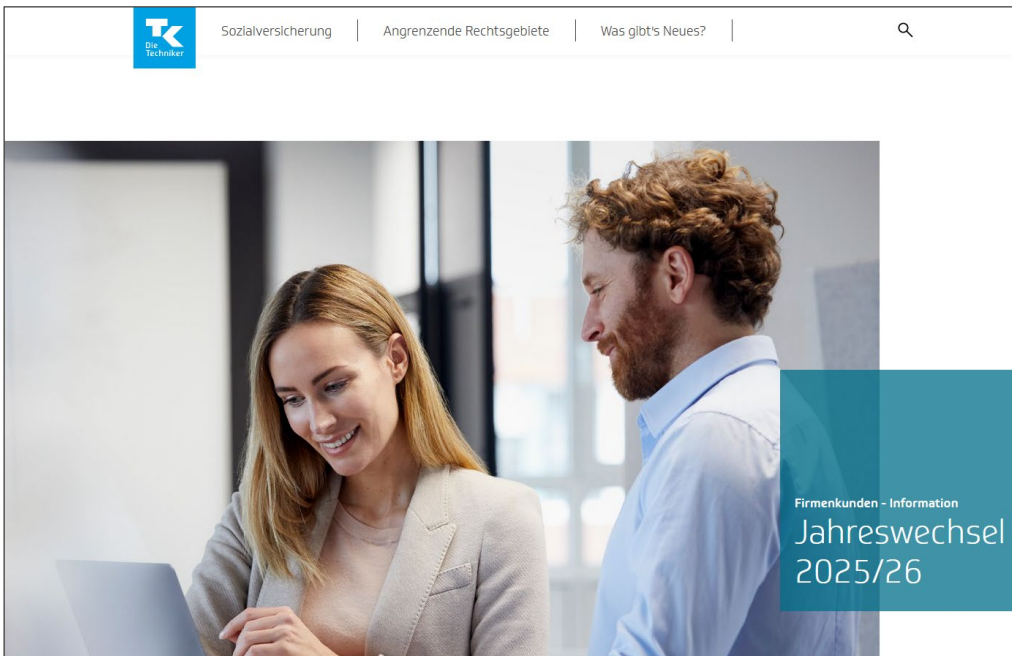 TK
Die
Techniker
Sozialversicherung
Angrenzende Rechtsgebiete
Was gibt's Neues?
Firmenkunden - Information
Jahreswechsel
2025/26